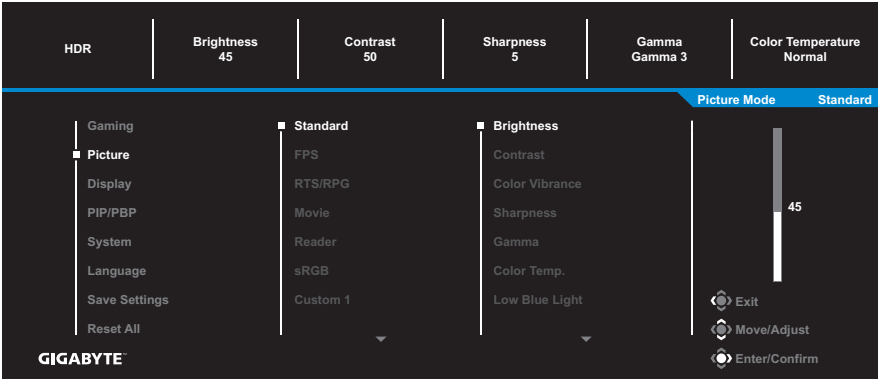 HDR
Brightness
45
Contrast
50
Sharpness
5
Gamma
Gamma 3
Color Temperature
Normal
Picture Mode Standard
Gaming
Picture
Display
PIP/PBP
System
Language
Save Settings
Reset All
Standard
FPS
RTS/RPG
Movie
Reader
sRGB
Custom 1
Brightness
Contrast
Color Vibrance
Sharpness
Gamma
Color Temp.
Low Blue Light
45
Exit
Move/Adjust
Enter/Confirm
GIGABYTE™